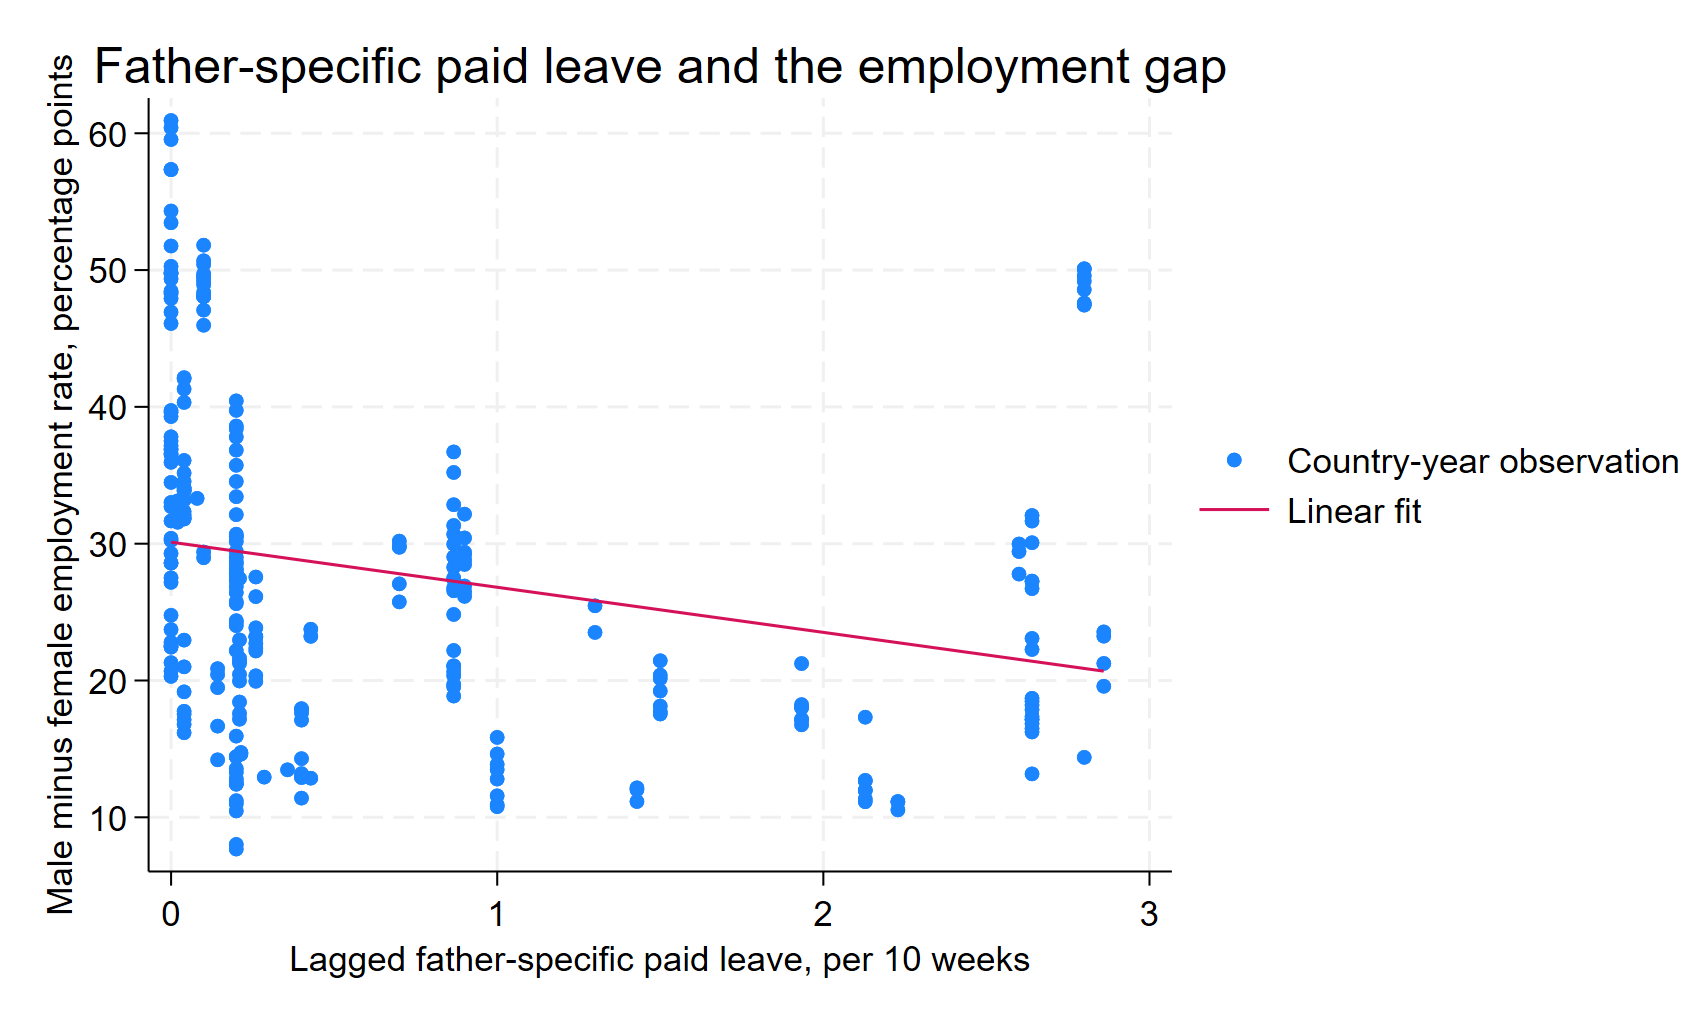 Father-specific paid leave and the employment gap
Male minus female employment rate, percentage points
60
50
40
30
20
10
0
1
2
3
Lagged father-specific paid leave, per 10 weeks
Country-year observation
Linear fit